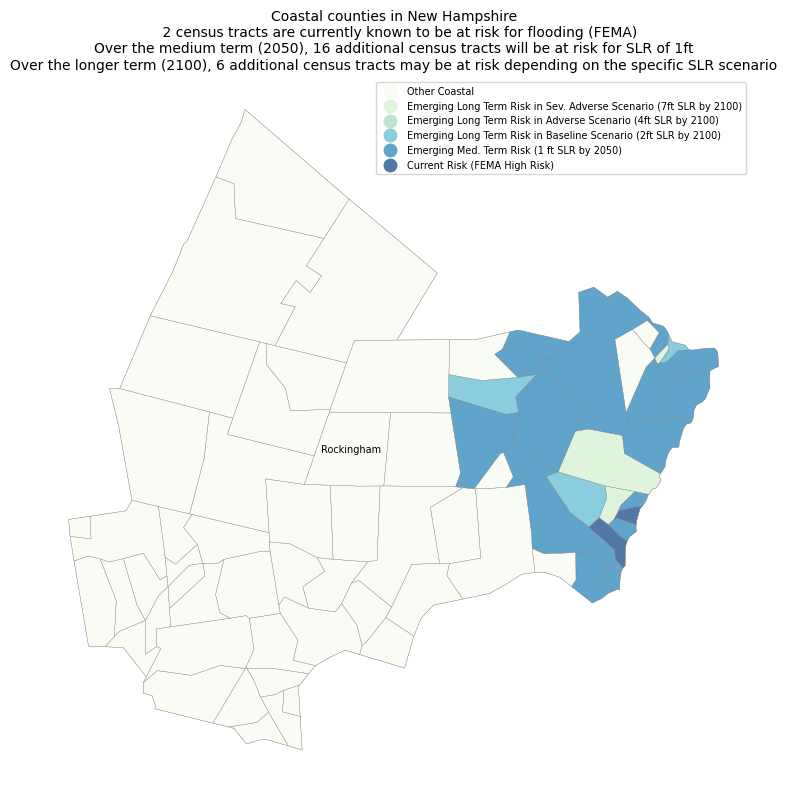 Coastal counties in New Hampshire
2 census tracts are currently known to be at risk for flooding (FEMA)
Over the medium term (2050), 16 additional census tracts will be at risk for SLR of 1ft
Over the longer term (2100), 6 additional census tracts may be at risk depending on the specific SLR scenario
Other Coastal
Emerging Long Term Risk in Sev. Adverse Scenario (7ft SLR by 2100)
Emerging Long Term Risk in Adverse Scenario (4ft SLR by 2100)
Emerging Long Term Risk in Baseline Scenario (2ft SLR by 2100)
Emerging Med. Term Risk (1 ft SLR by 2050)
Current Risk (FEMA High Risk)
Rockingham